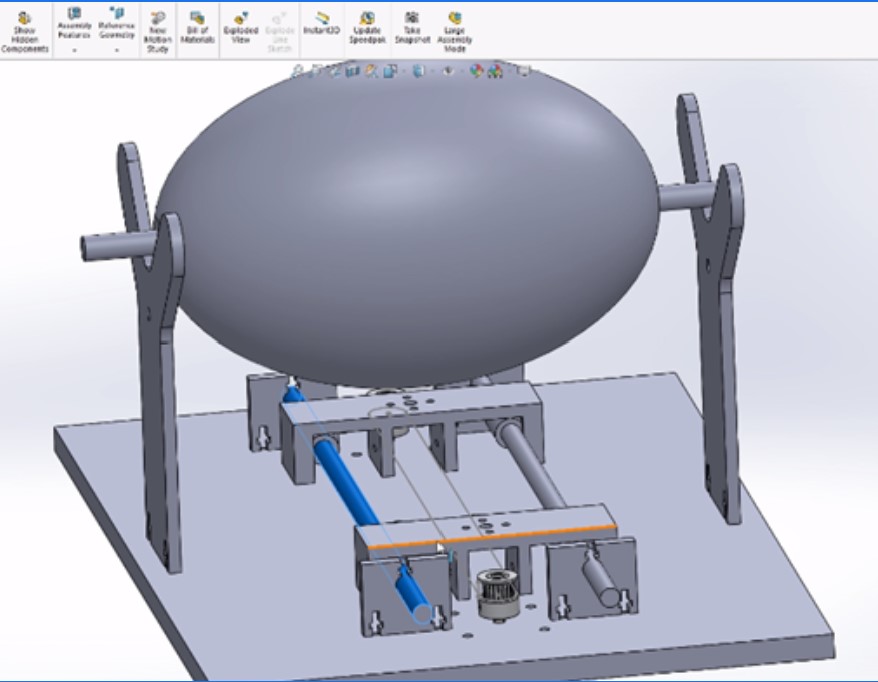 Show
Hidden
Components
Assembly
Features
Reference
Geometry
New
Motion
Study
Bill of
Materials
Exploded
View
Explode
Line
Sketch
Instant3D
Update
Speedpak
Take
Snapshot
Large
Assembly
Mode